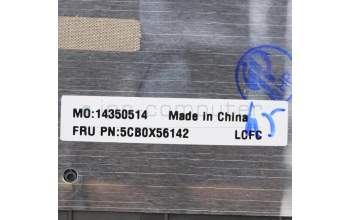 MO:14350514 Made in China
FRU PN:5CB0X56142 LCFC